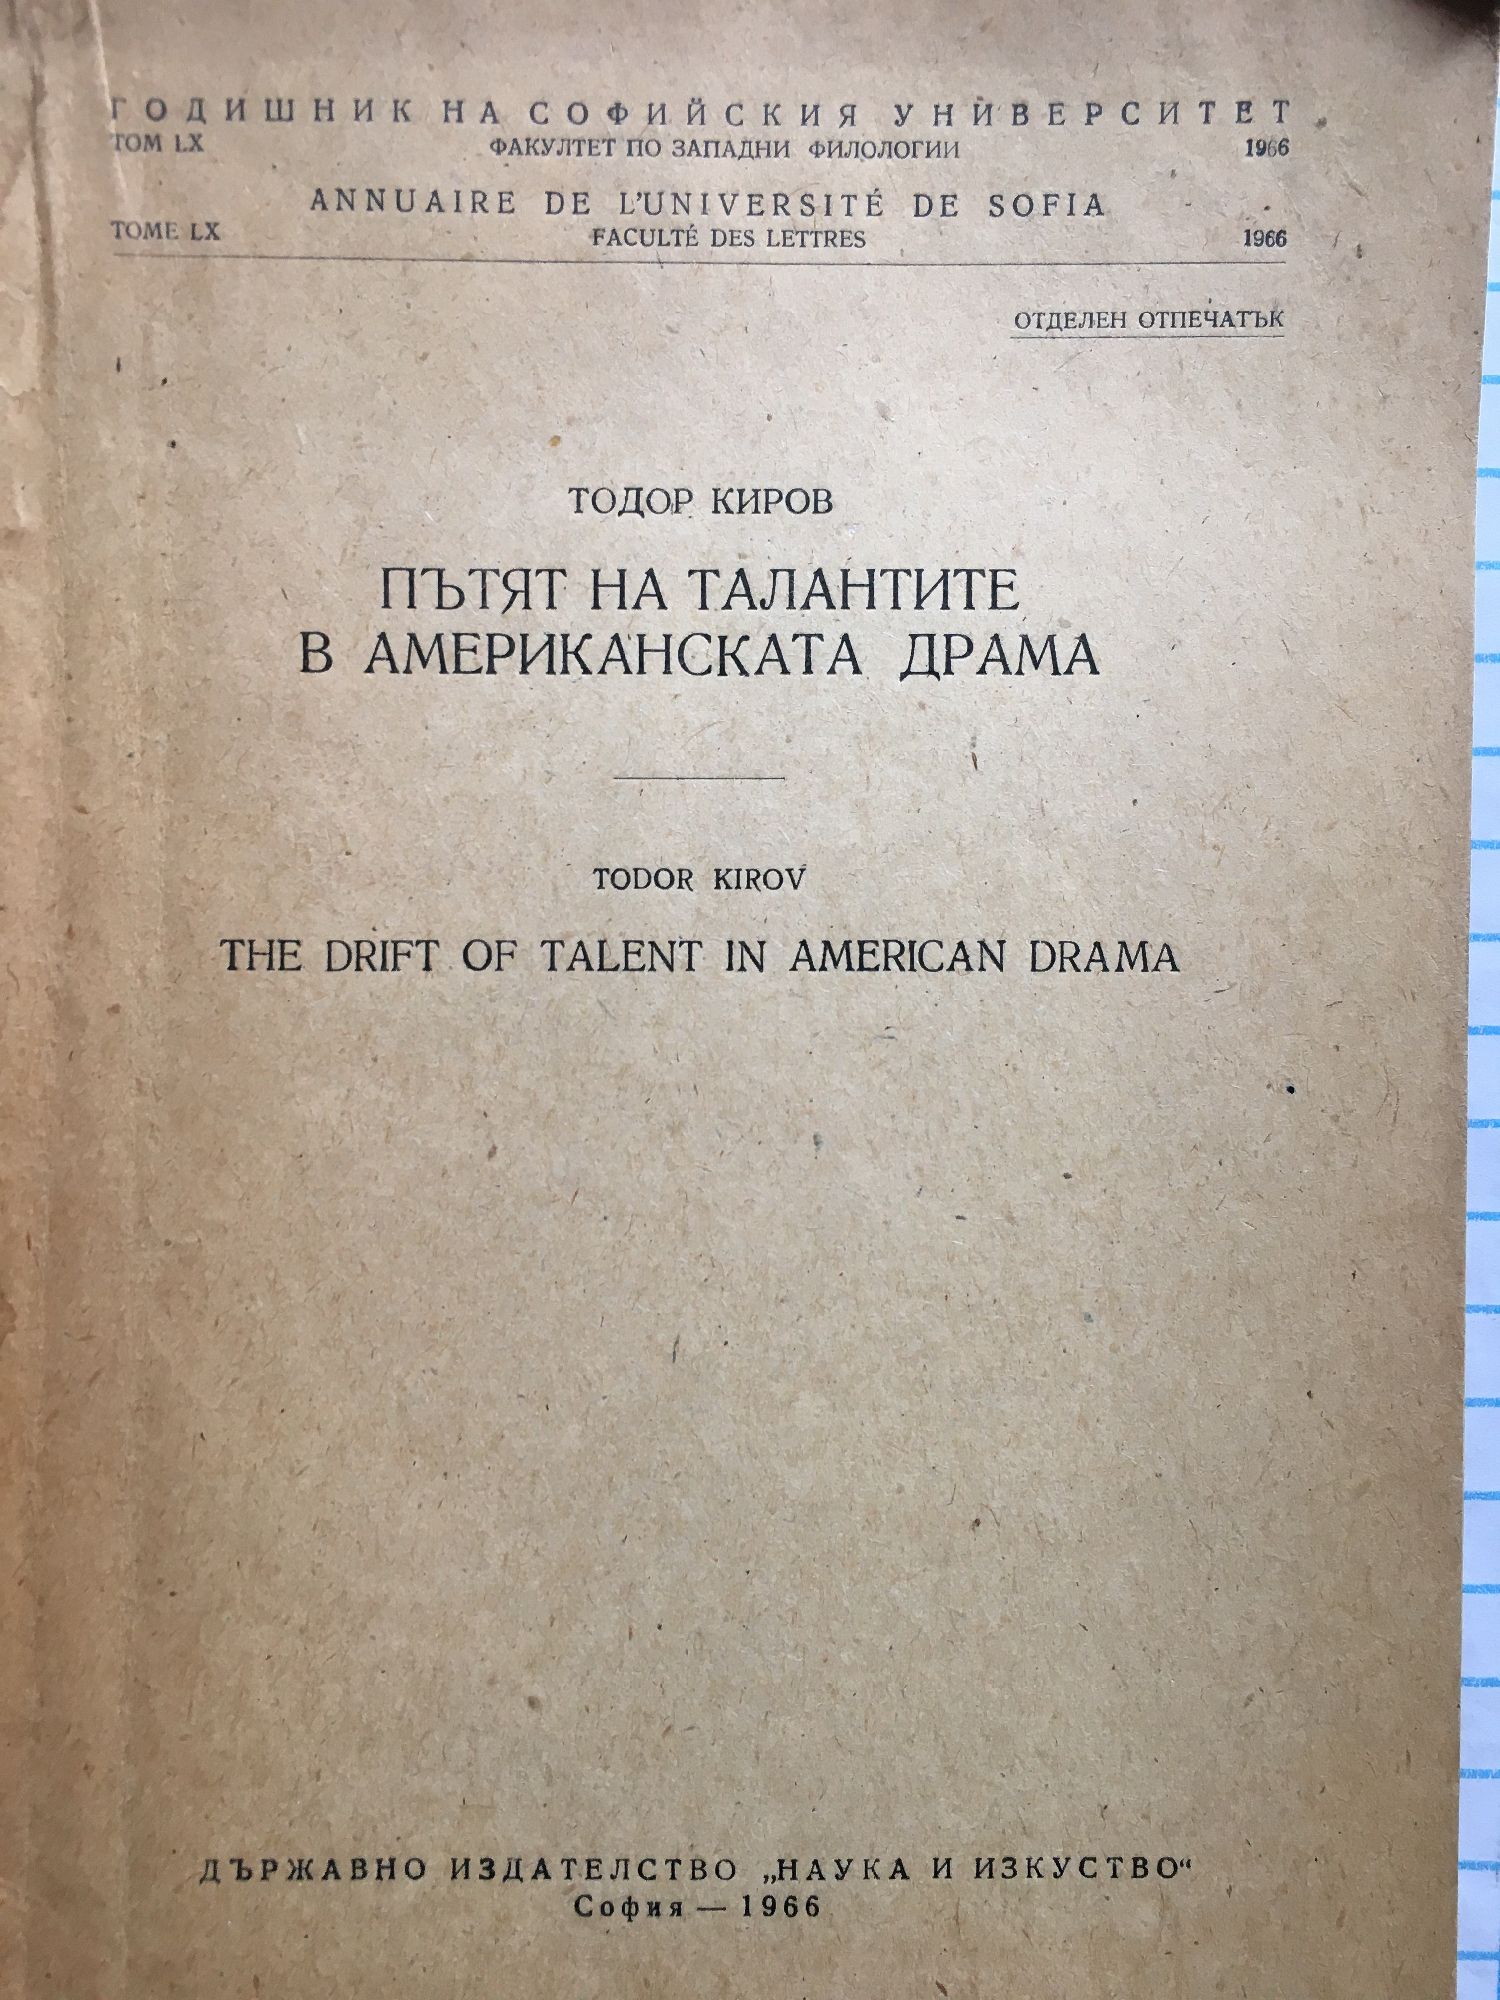 ГОДИШНИК НА СОФИЙСКИЯ УНИВЕРСИТЕТ
ТОМ LX ФАКУЛТЕТ ПО ЗАПАДНИ ФИЛОЛОГИИ 1966
ANNUAIRE DE L'UNIVERSITÉ DE SOFIA
TOME LX FACULTÉ DES LETTRES 1966
ОТДЕЛЕН ОТПЕЧАТЪК
ТОДОР КИРОВ
ПЪТЯТ НА ТАЛАНТИТЕ
В АМЕРИКАНСКАТА ДРАМА
TODOR KIROV
THE DRIFT OF TALENT IN AMERICAN DRAMA
ДЪРЖАВНО ИЗДАТЕЛСТВО „НАУКА И ИЗКУСТВО“
София — 1966